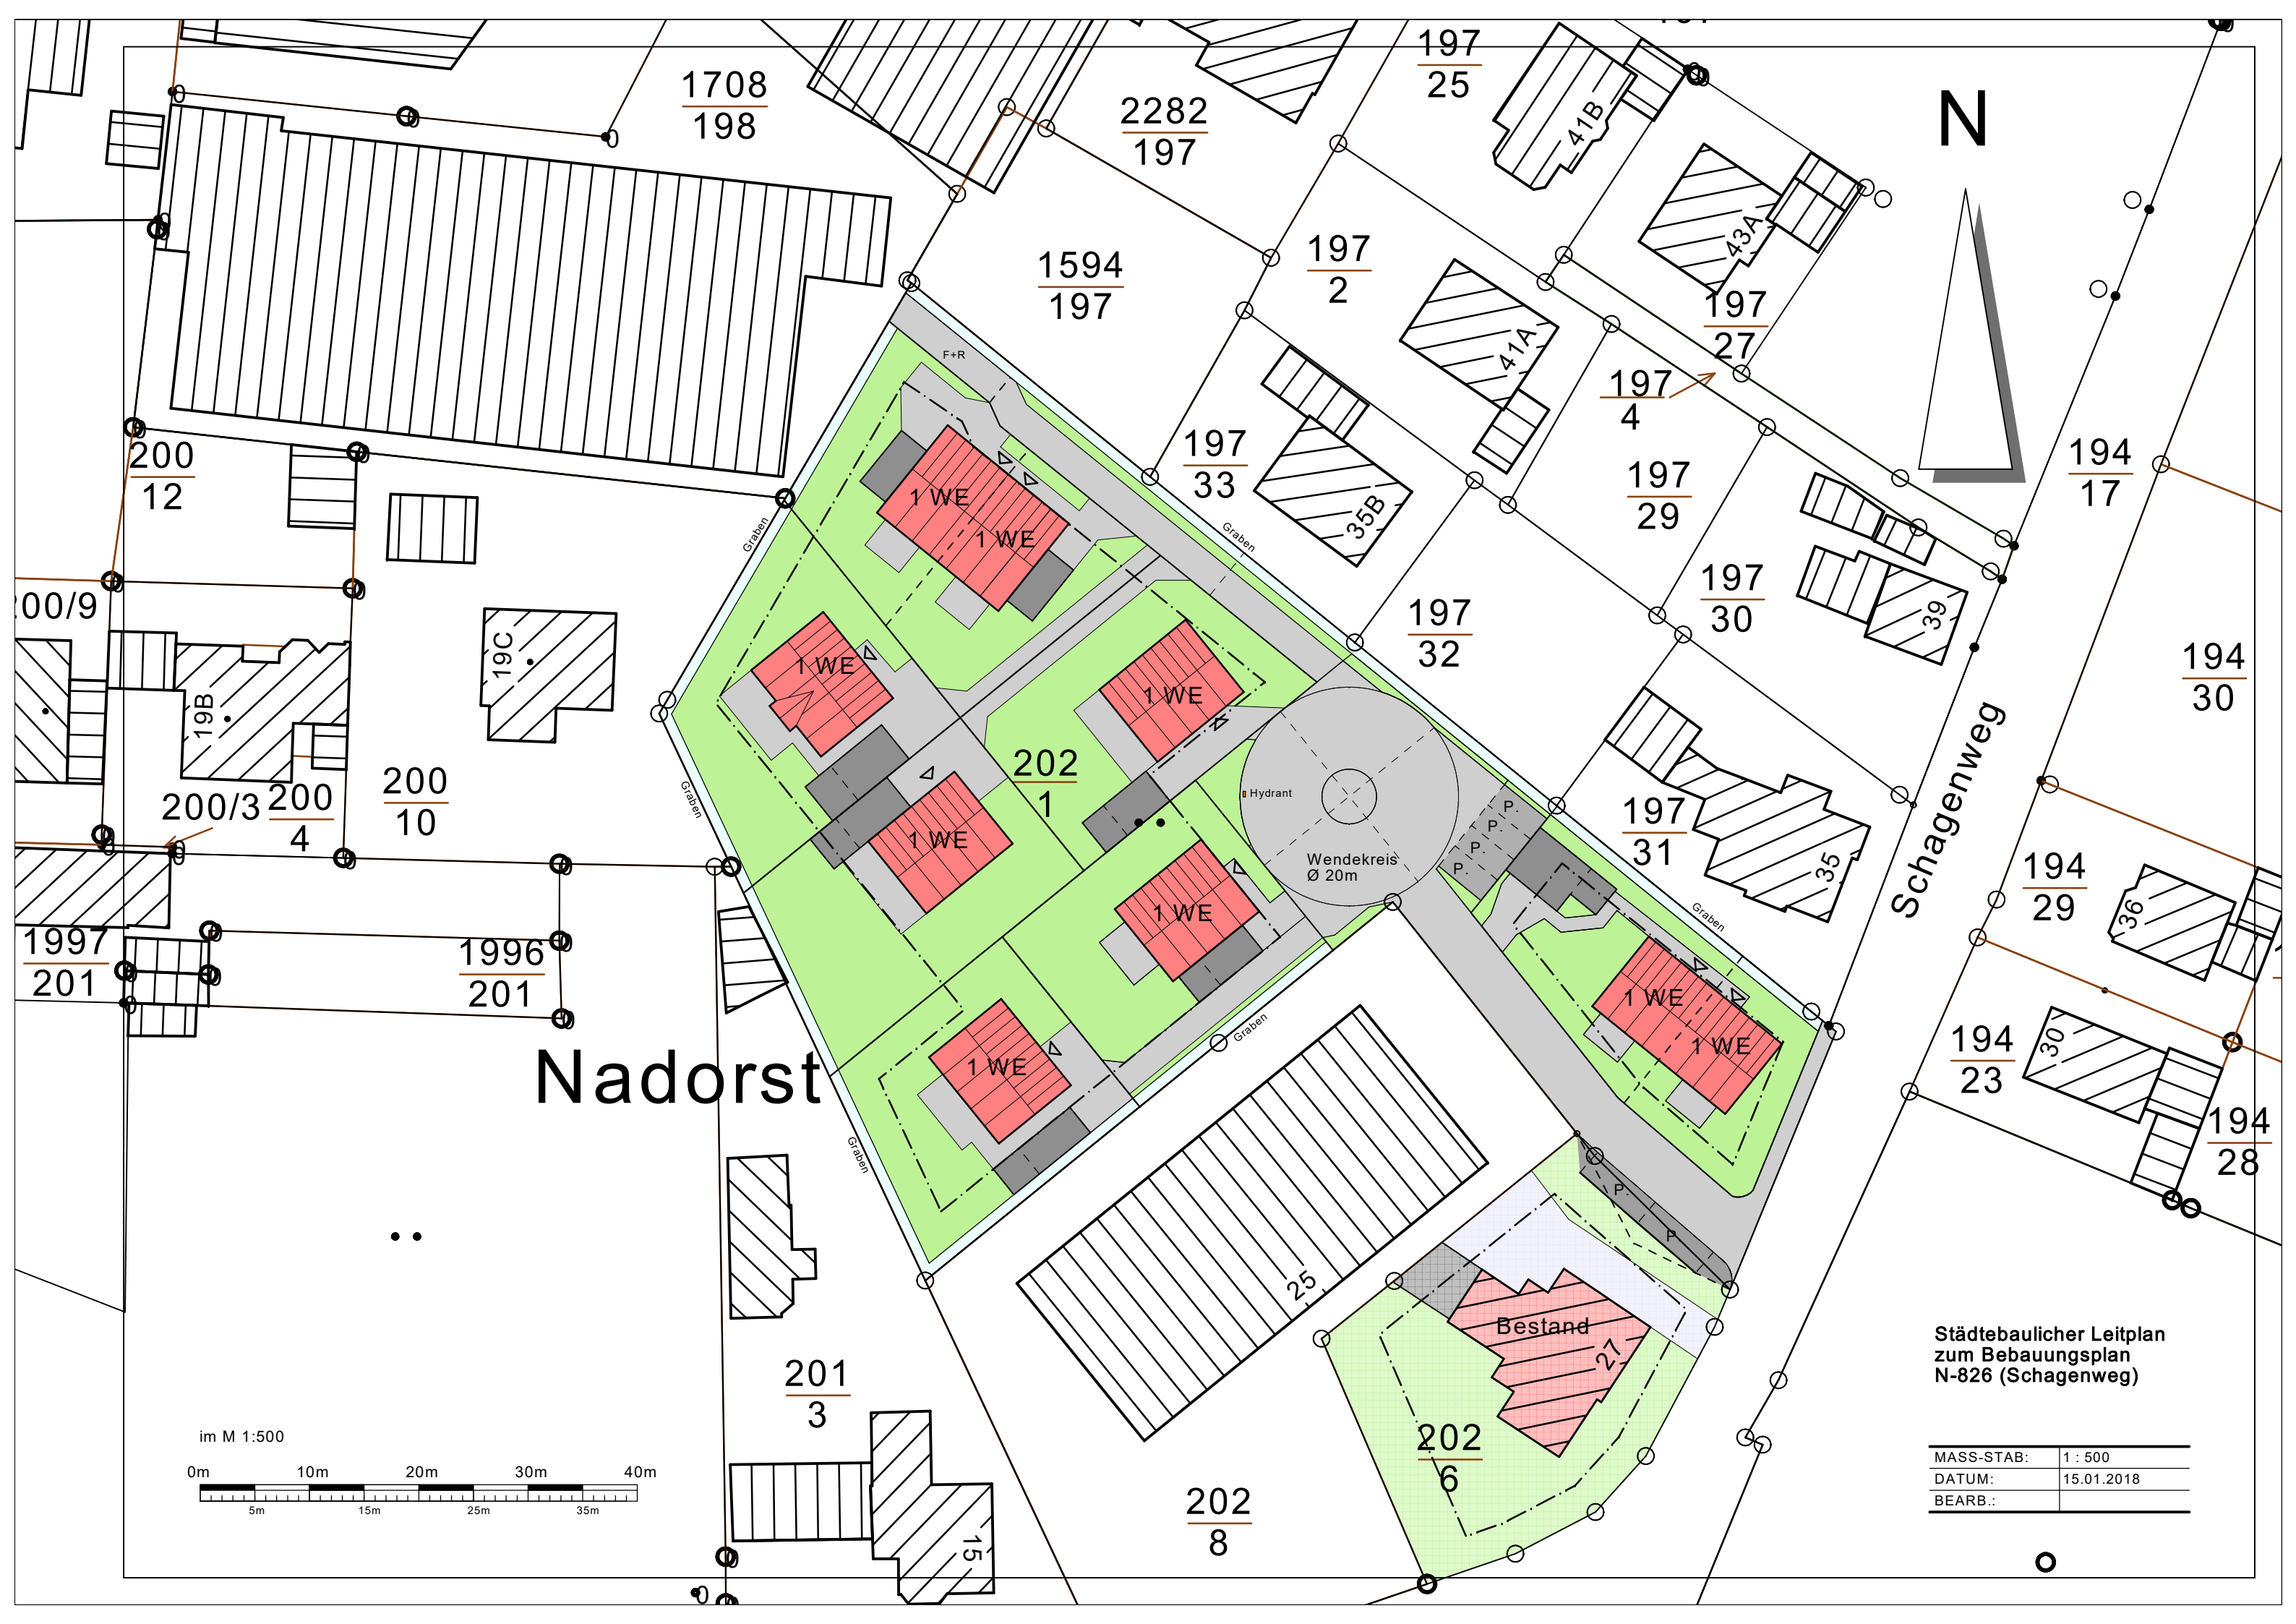 197
25
1708
198
2282
197
41B
N
43A
1594
197
197
2
197
27
F+R
41A
197
4
200
12
197
33
194
17
1 WE
1 WE
35B
197
29
Graben
Graben
200/9
197
30
39
19C
197
32
194
30
1 WE
1 WE
19B
Schagenweg
202
1
200/3
200
4
200
10
Graben
Hydrant
P.
P.
P.
P.
197
31
35
1 WE
Wendekreis
Ø 20m
194
29
36
1 WE
Graben
1997
201
1996
201
1 WE
1 WE
Graben
194
23
30
Nadorst
1 WE
194
28
Graben
P.
P.
25
Bestand
27
Städtebaulicher Leitplan
zum Bebauungsplan
N-826 (Schagenweg)
201
3
202
6
im M 1:500
0m 10m 20m 30m 40m
5m 15m 25m 35m
MASS-STAB: 1 : 500
DATUM: 15.01.2018
BEARB.:
202
8
15